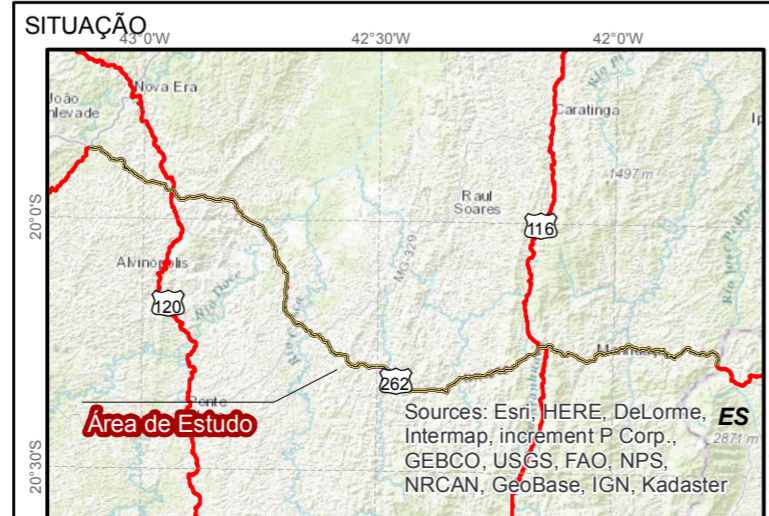 SITUAÇÃO
43°0'W
42°30'W
42°0'W
Nova Era
João
nlevade
Caratinga
1497 m
Raul
Soares
20°0'S
116
MG-329
Alvinópolis
Rio Doce
120
262
Ponte
Área de Estudo
Sources: Esri, HERE, DeLorme,
Intermap, increment P Corp.,
GEBCO, USGS, FAO, NPS,
NRCAN, GeoBase, IGN, Kadaster
ES
2871 m
20°30'S